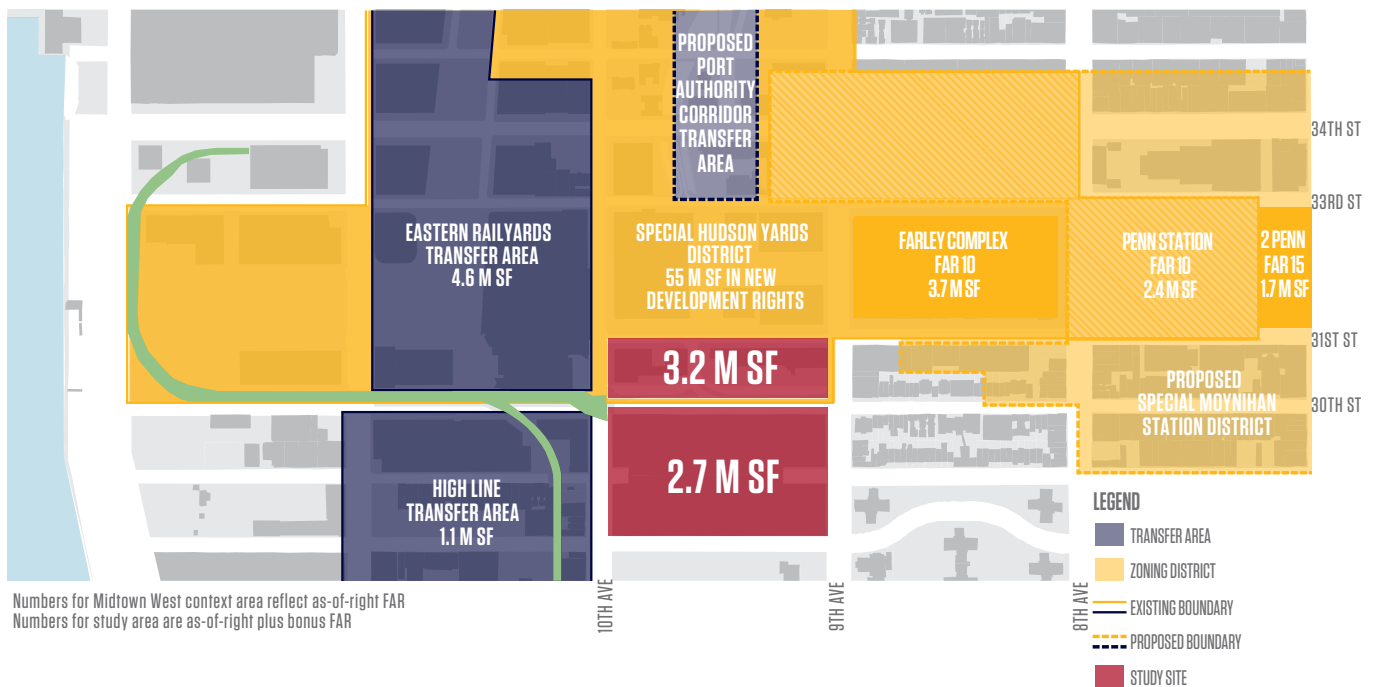 PROPOSED
PORT
AUTHORITY
CORRIDOR
TRANSFER
AREA
34TH ST
33RD ST
EASTERN RAILYARDS
TRANSFER AREA
4.6 M SF
SPECIAL HUDSON YARDS
DISTRICT
55 M SF IN NEW
DEVELOPMENT RIGHTS
FARLEY COMPLEX
FAR 10
3.7 M SF
PENN STATION
FAR 10
2.4 M SF
2 PENN
FAR 15
1.7 M SF
31ST ST
3.2 M SF
PROPOSED
SPECIAL MOYNIHAN
STATION DISTRICT
30TH ST
2.7 M SF
HIGH LINE
TRANSFER AREA
1.1 M SF
10TH AVE
9TH AVE
8TH AVE
LEGEND
TRANSFER AREA
ZONING DISTRICT
EXISTING BOUNDARY
PROPOSED BOUNDARY
STUDY SITE
Numbers for Midtown West context area reflect as-of-right FAR
Numbers for study area are as-of-right plus bonus FAR